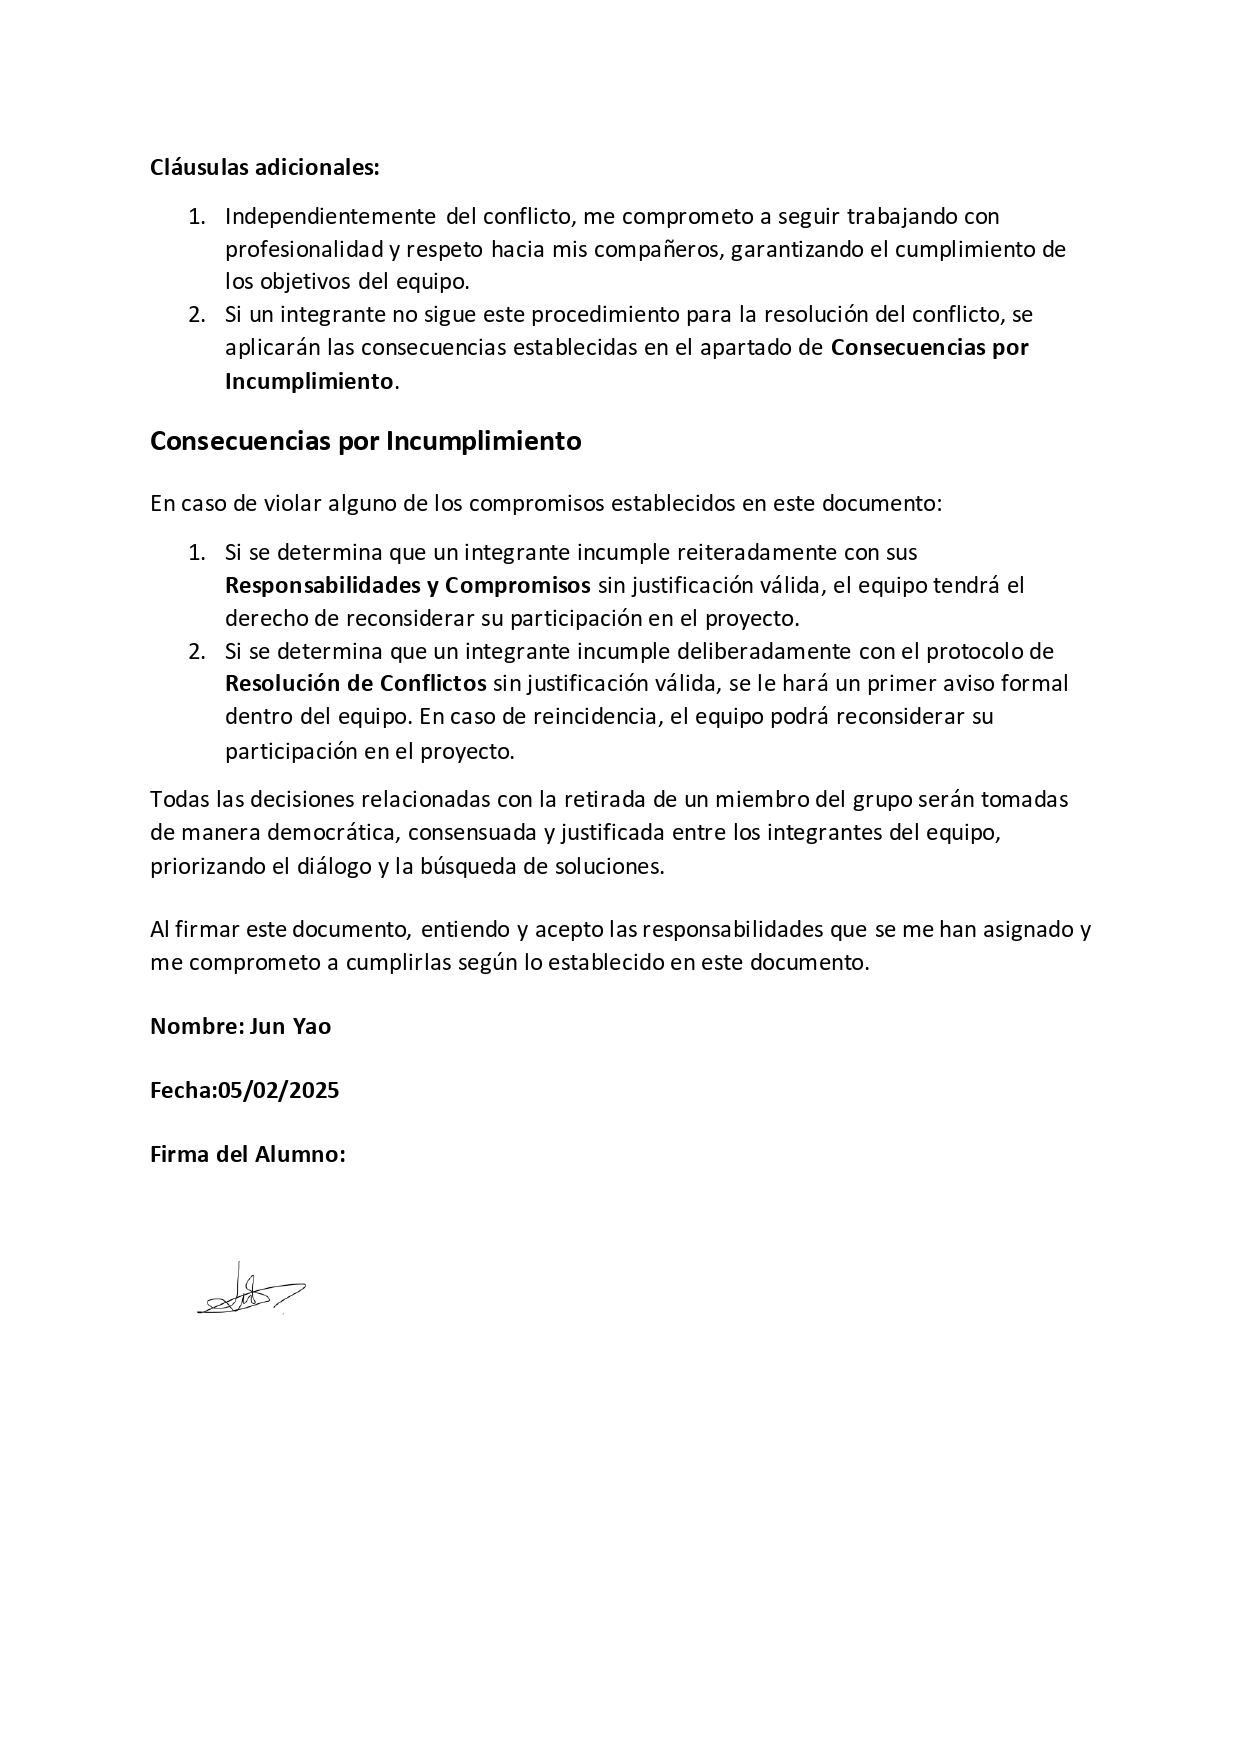 Cláusulas adicionales:
1. Independientemente del conflicto, me comprometo a seguir trabajando con
profesionalidad y respeto hacia mis compañeros, garantizando el cumplimiento de
los objetivos del equipo.
2. Si un integrante no sigue este procedimiento para la resolución del conflicto, se
aplicarán las consecuencias establecidas en el apartado de Consecuencias por
Incumplimiento.
Consecuencias por Incumplimiento
En caso de violar alguno de los compromisos establecidos en este documento:
1. Si se determina que un integrante incumple reiteradamente con sus
Responsabilidades y Compromisos sin justificación válida, el equipo tendrá el
derecho de reconsiderar su participación en el proyecto.
2. Si se determina que un integrante incumple deliberadamente con el protocolo de
Resolución de Conflictos sin justificación válida, se le hará un primer aviso formal
dentro del equipo. En caso de reincidencia, el equipo podrá reconsiderar su
participación en el proyecto.
Todas las decisiones relacionadas con la retirada de un miembro del grupo serán tomadas
de manera democrática, consensuada y justificada entre los integrantes del equipo,
priorizando el diálogo y la búsqueda de soluciones.
Al firmar este documento, entiendo y acepto las responsabilidades que se me han asignado y
me comprometo a cumplirlas según lo establecido en este documento.
Nombre: Jun Yao
Fecha:05/02/2025
Firma del Alumno: